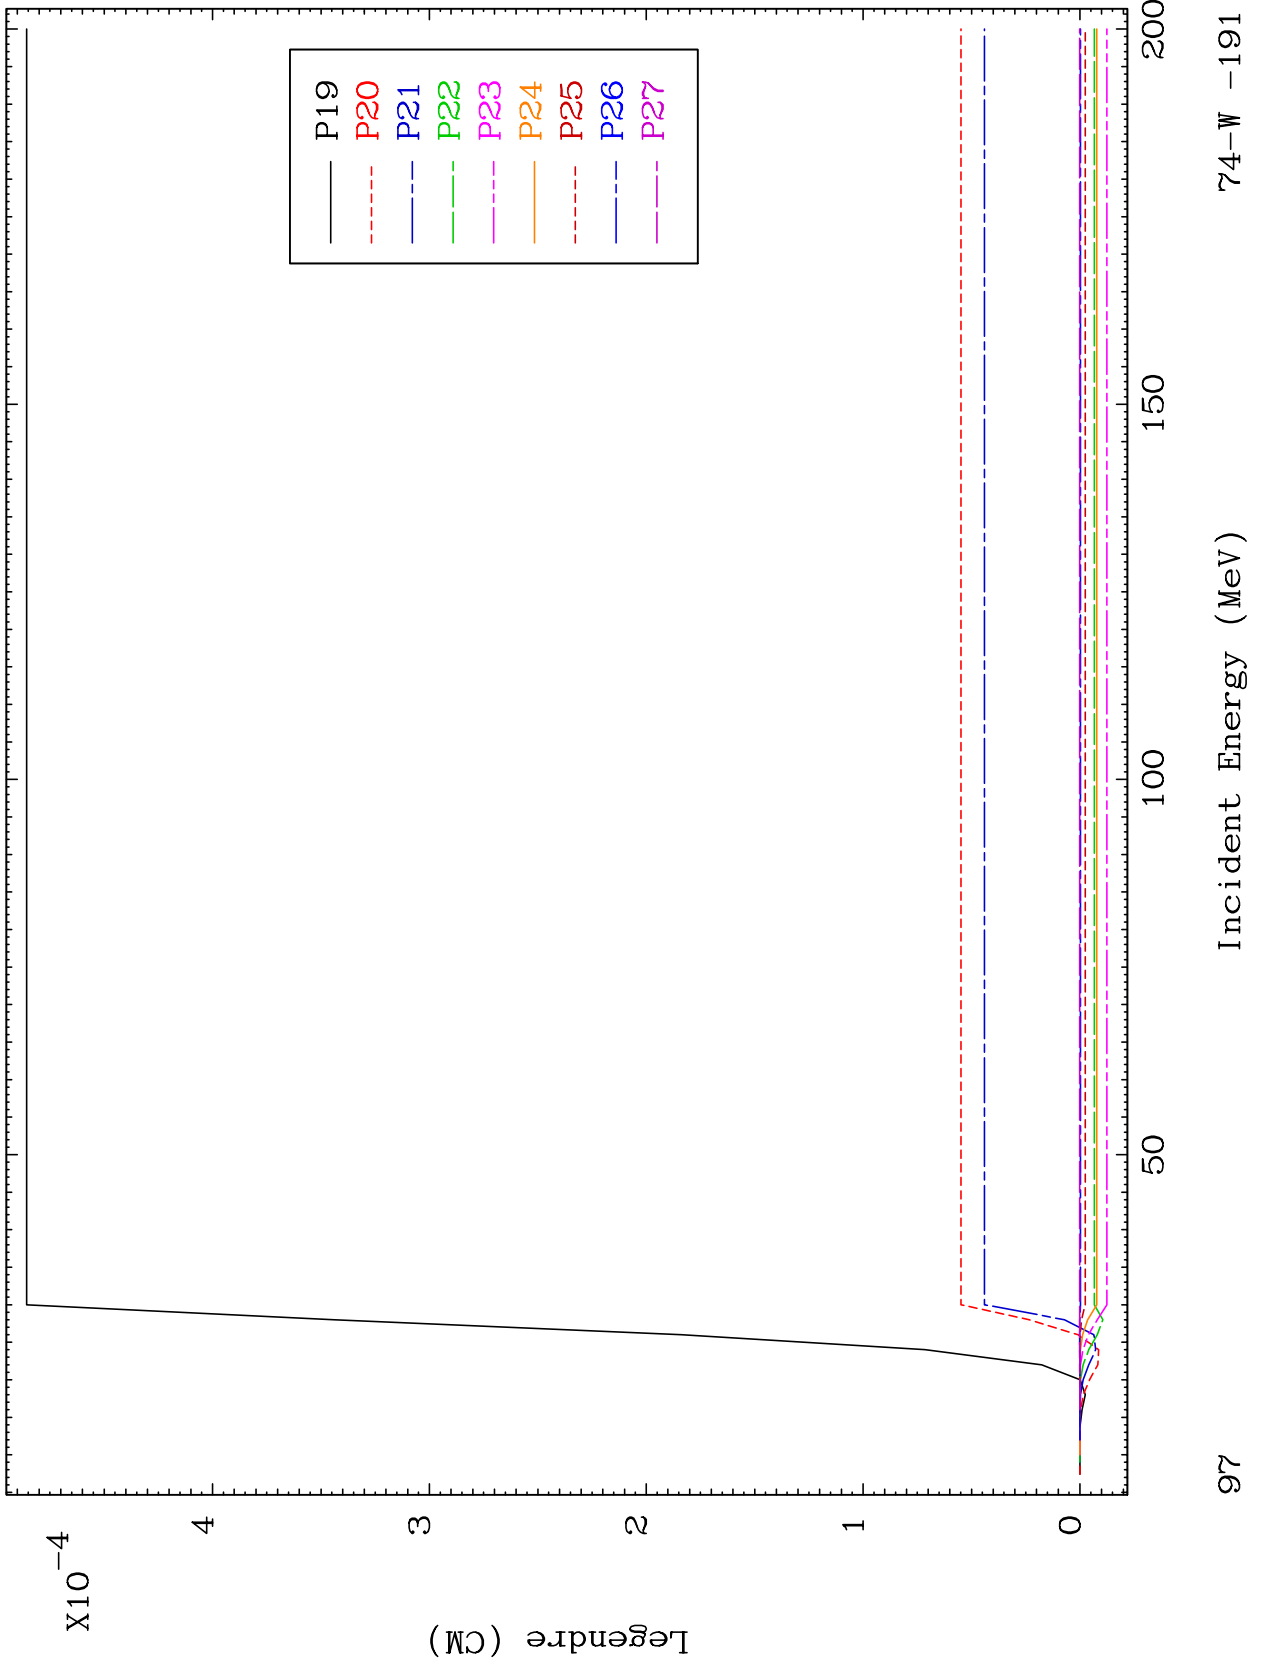 X10-4
4
3
2
1
0
Legendre (CM)
P19
P20
P21
P22
P23
P24
P25
P26
P27
50
100
150
200
97
Incident Energy (MeV)
74-W -191